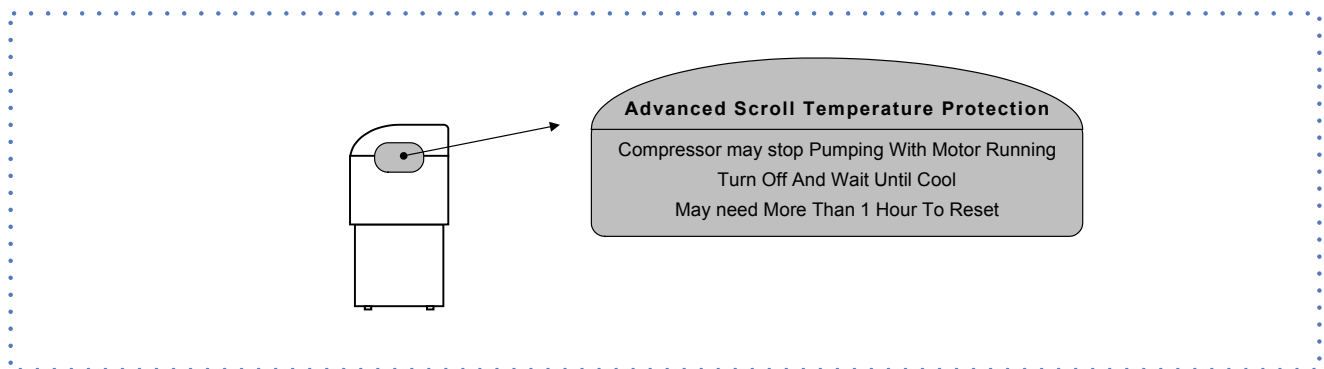 Advanced Scroll Temperature Protection
Compressor may stop Pumping With Motor Running
Turn Off And Wait Until Cool
May need More Than 1 Hour To Reset